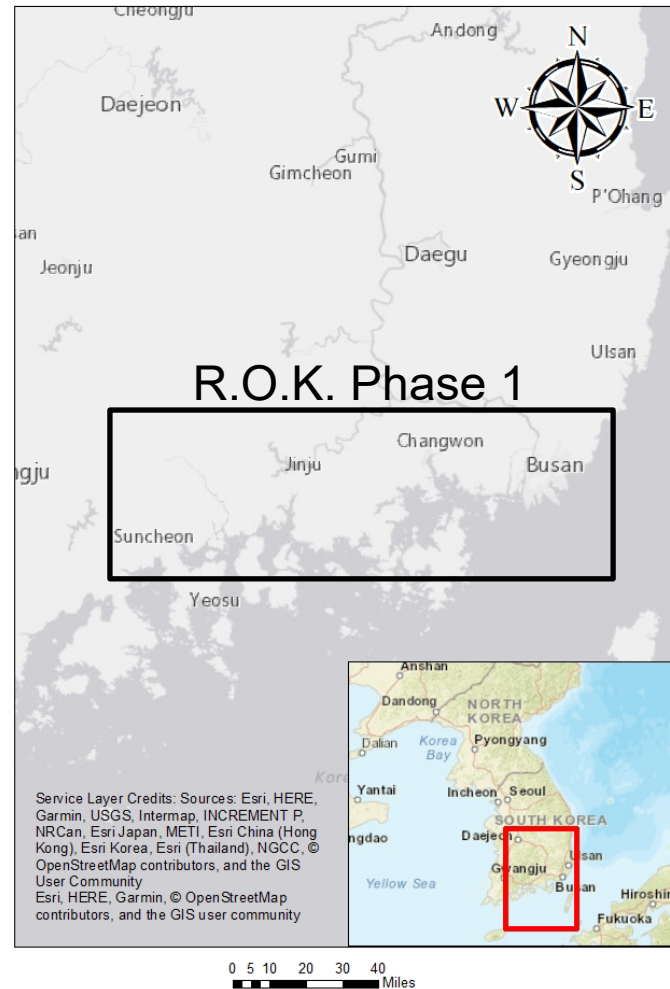 Cheongju
Andong
N
W
E
S
Daejeon
Gumi
Gimcheon
P'Ohang
san
Jeonju
Daegu
Gyeongju
Ulsan
R.O.K. Phase 1
Changwon
Jinju
Busan
ngju
Suncheon
Yeosu
Kore
Anshan
Dandong
NORTH
KOREA
Dalian
Korea
Bay
Pyongyang
Yantai
Incheon
Seoul
SOUTH KOREA
ngdao
Daejeon
Gwangju
Ulsan
Busan
Yellow Sea
Hiroshim
Fukuoka
Service Layer Credits: Sources: Esri, HERE,
Garmin, USGS, Intermap, INCREMENT P,
NRCan, Esri Japan, METI, Esri China (Hong
Kong), Esri Korea, Esri (Thailand), NGCC, ©
OpenStreetMap contributors, and the GIS
User Community
Esri, HERE, Garmin, © OpenStreetMap
contributors, and the GIS user community
0 5 10 20 30 40
Miles